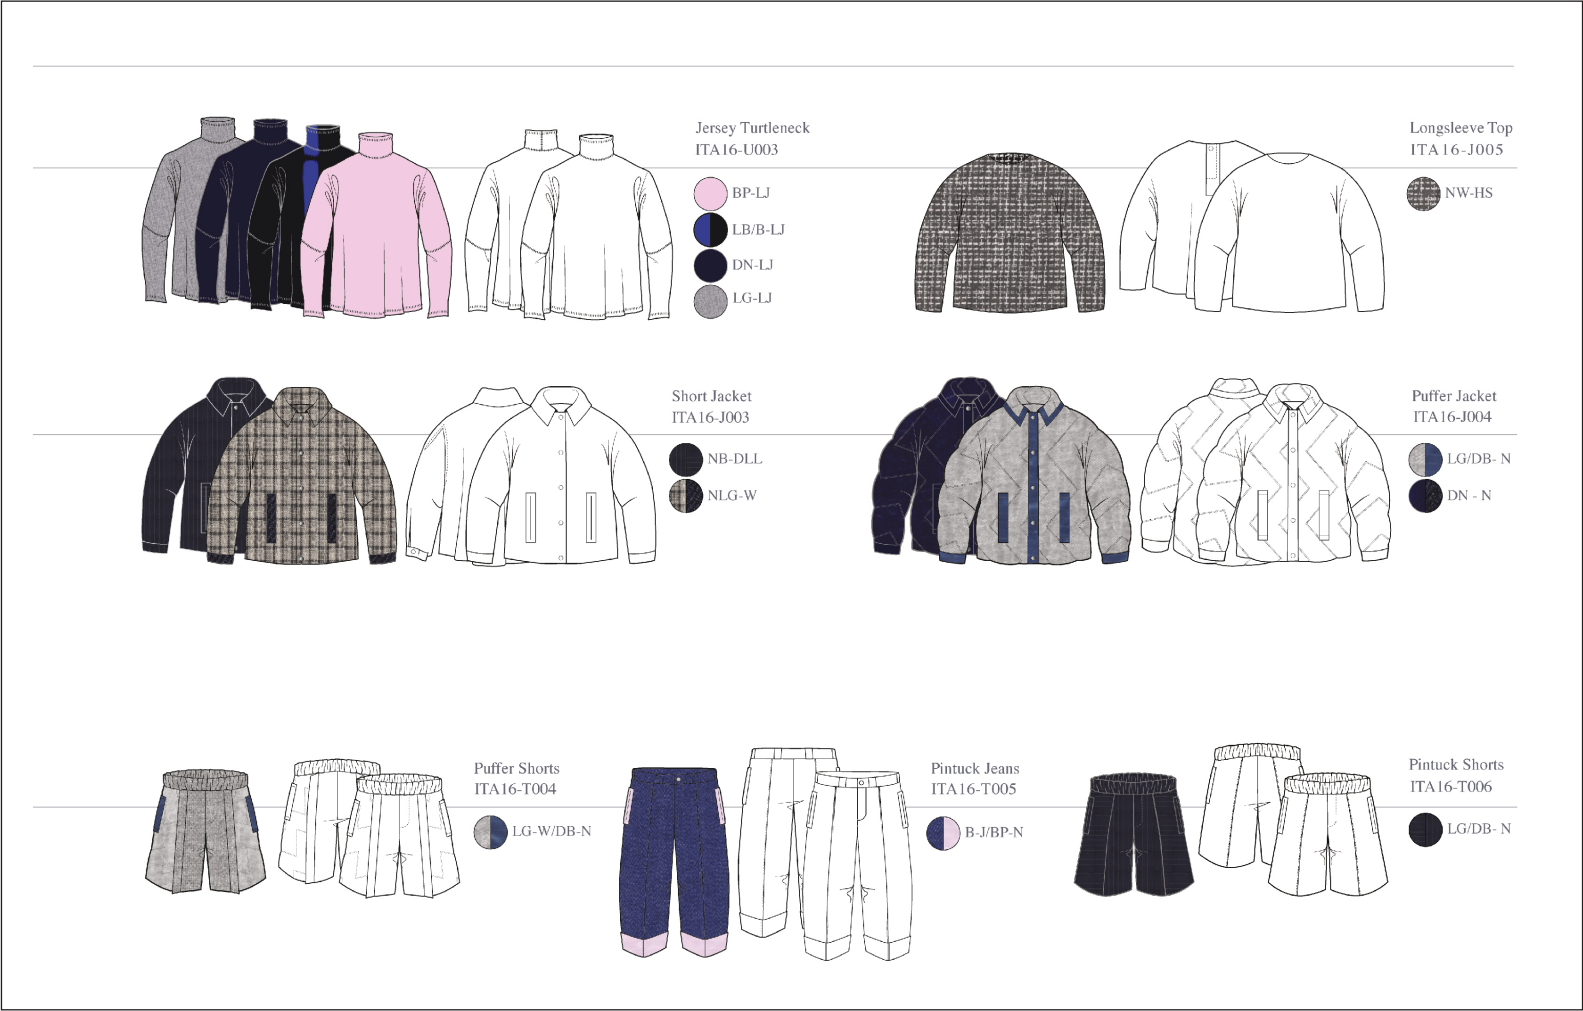 Jersey Turtleneck
ITA16-U003
BP-LJ
LB/B-LJ
DN-LJ
LG-LJ
Longsleeve Top
ITA16-J005
NW-HS
Short Jacket
ITA16-J003
NB-DLL
NLG-W
Puffer Jacket
ITA16-J004
LG/DB- N
DN - N
Puffer Shorts
ITA16-T004
LG-W/DB-N
Pintuck Jeans
ITA16-T005
B-J/BP-N
Pintuck Shorts
ITA16-T006
LG/DB- N